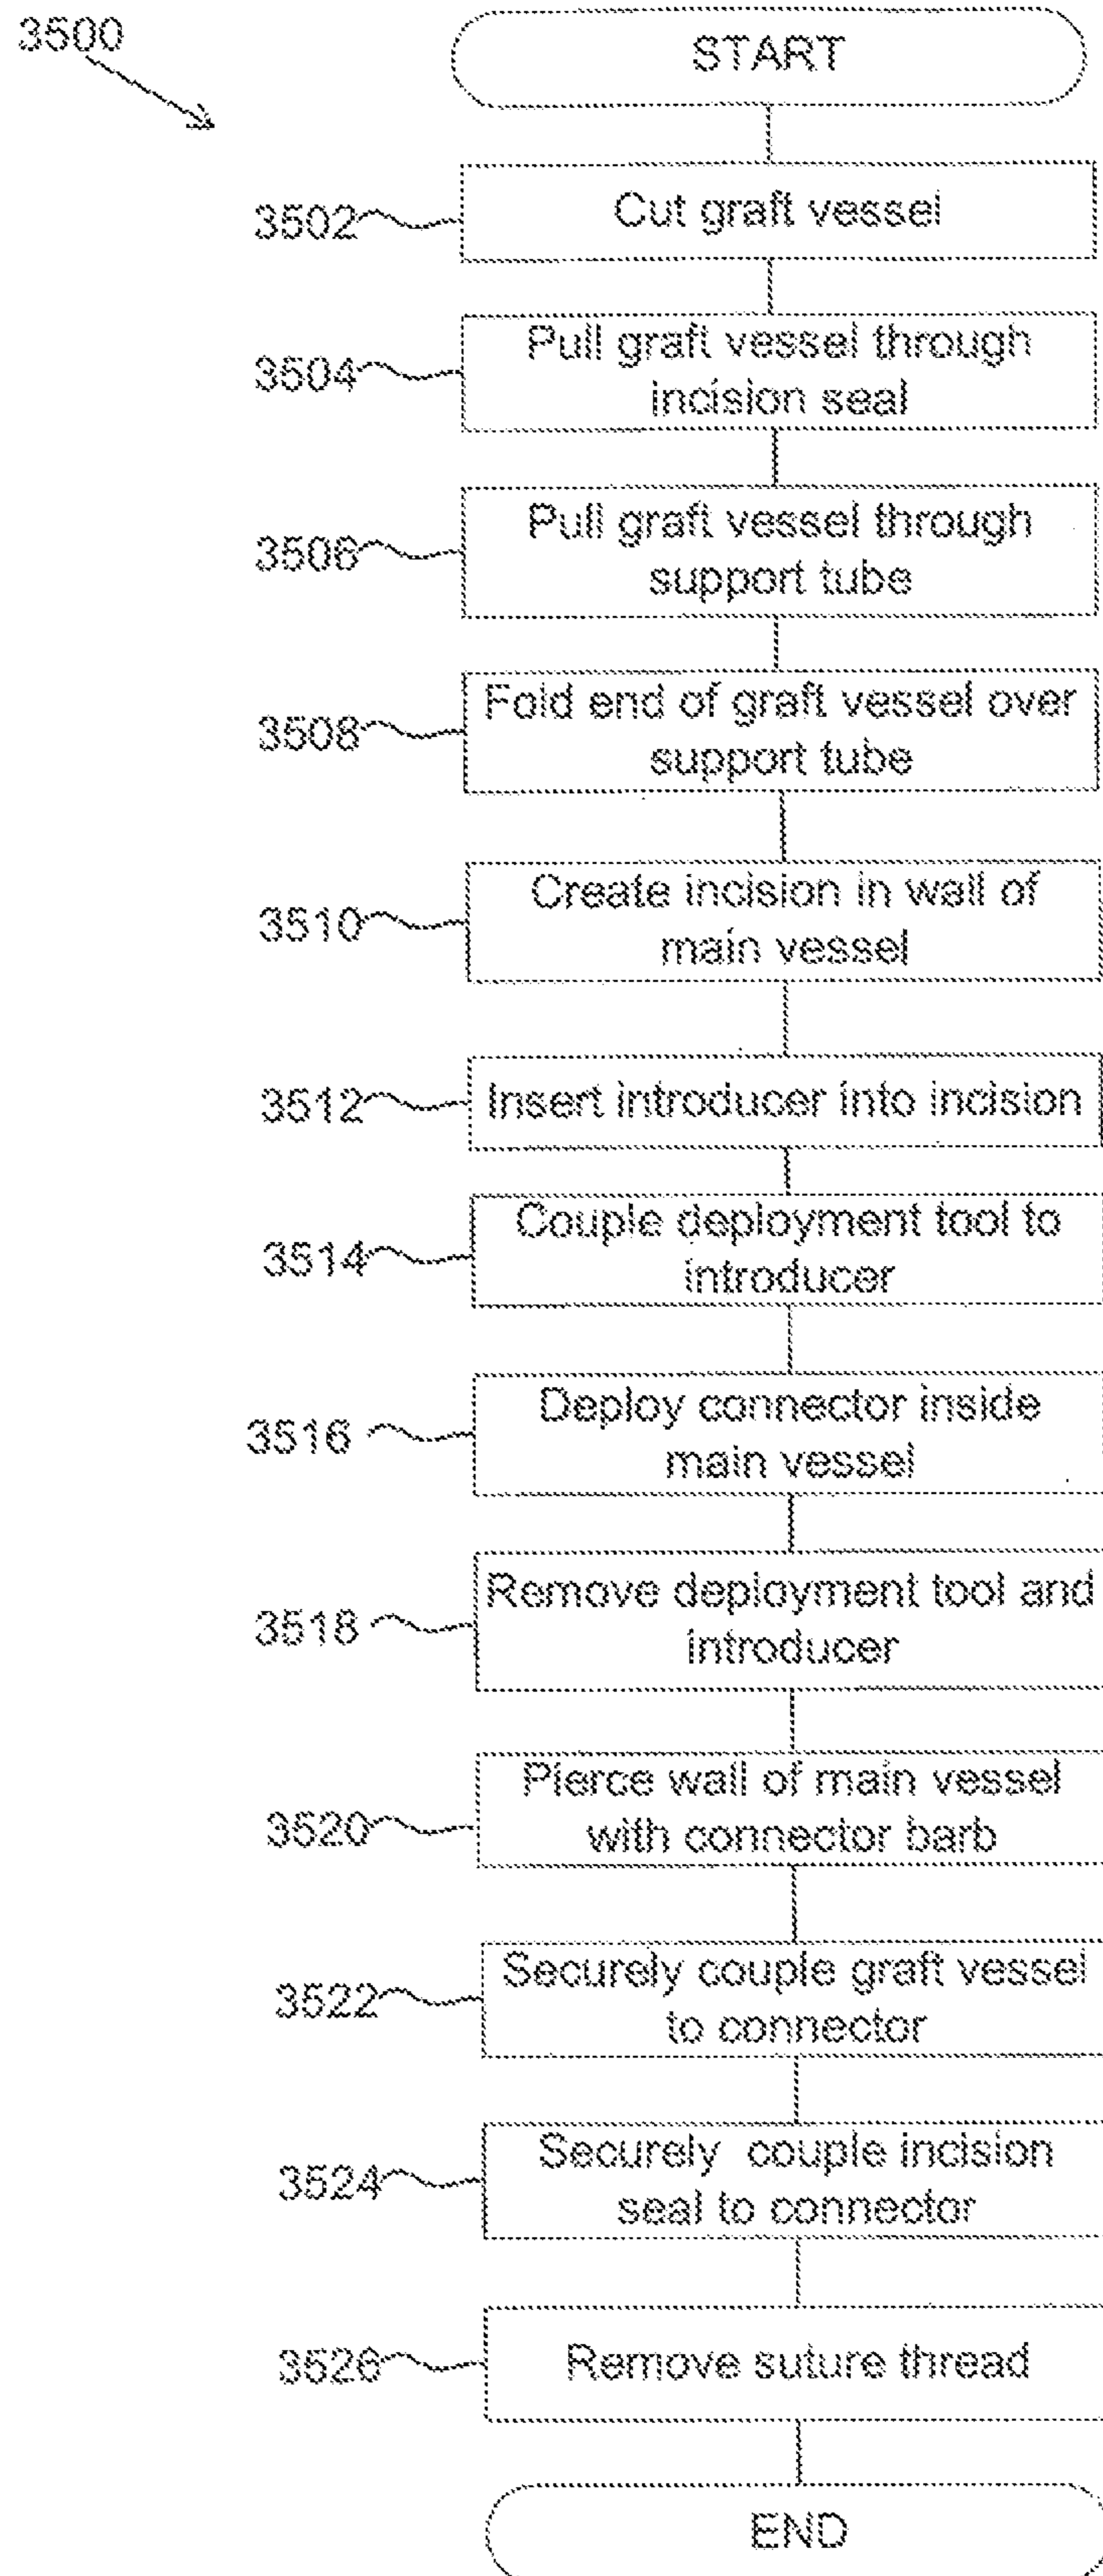 3500
START
3502
Cut graft vessel
3504
Pull graft vessel through
incision seal
3506
Pull graft vessel through
support tube
3508
Fold end of graft vessel over
support tube
3510
Create incision in wall of
main vessel
3512
Insert introducer into incision
3514
Couple deployment tool to
introducer
3516
Deploy connector inside
main vessel
3518
Remove deployment tool and
introducer
3520
Pierce wall of main vessel
with connector barb
3522
Securely couple graft vessel
to connector
3524
Securely couple incision
seal to connector
3526
Remove suture thread
END